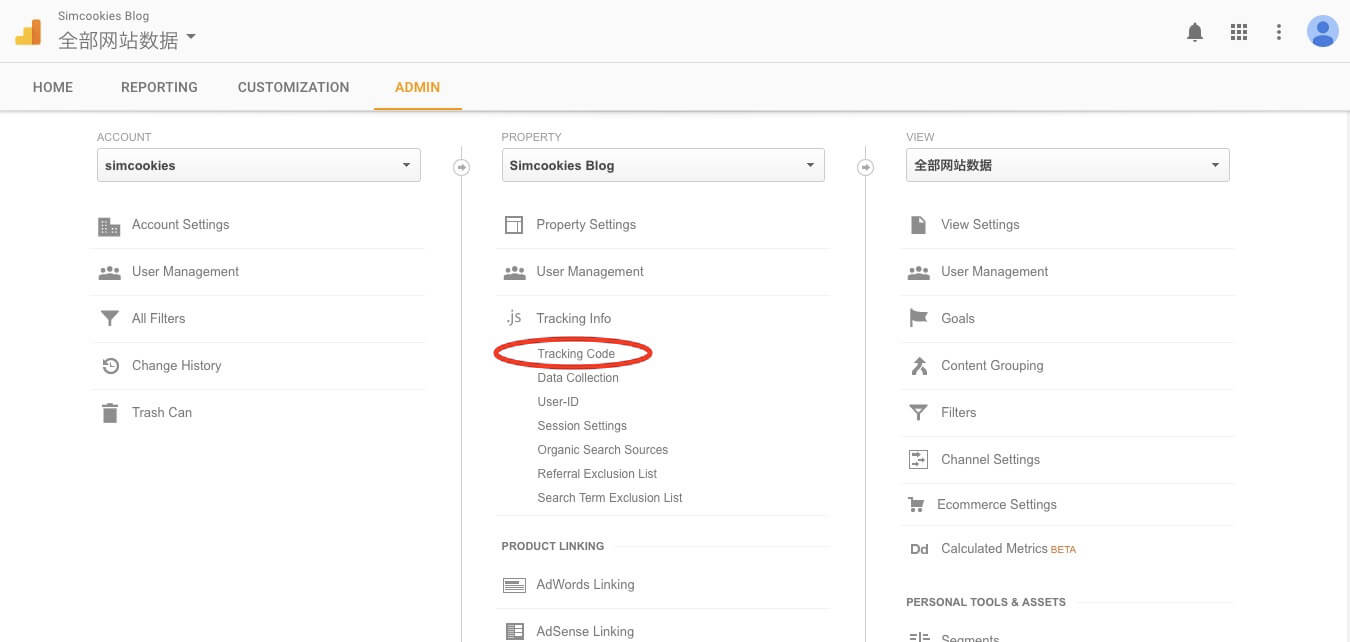 Simcookies Blog
全部网站数据
HOME REPORTING CUSTOMIZATION ADMIN
ACCOUNT
simcookies
Account Settings
User Management
All Filters
Change History
Trash Can
PROPERTY
Simcookies Blog
Property Settings
User Management
.js Tracking Info
Tracking Code
Data Collection
User-ID
Session Settings
Organic Search Sources
Referral Exclusion List
Search Term Exclusion List
PRODUCT LINKING
AdWords Linking
AdSense Linking
VIEW
全部网站数据
View Settings
User Management
Goals
Content Grouping
Filters
Channel Settings
Ecommerce Settings
Dd Calculated Metrics BETA
PERSONAL TOOLS & ASSETS
Segments